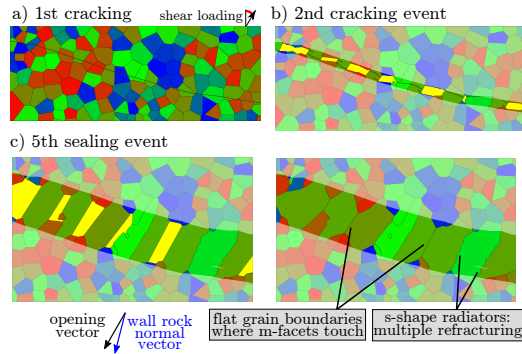 a) 1st cracking
shear loading
b) 2nd cracking event
c) 5th sealing event
opening
vector
wall rock
normal
vector
flat grain boundaries
where m-facets touch
s-shape radiators:
multiple refracturing